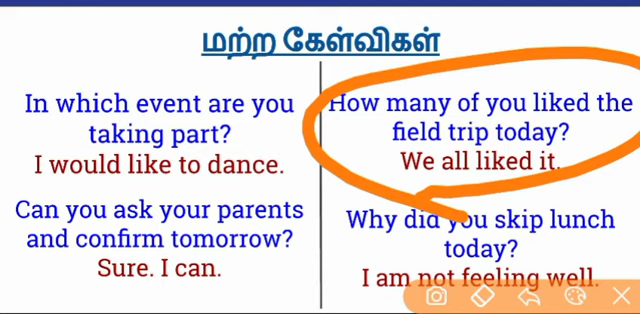 மற்ற கேள்விகள்
In which event are you
taking part?
I would like to dance.
Can you ask your parents
and confirm tomorrow?
Sure. I can.
How many of you liked the
field trip today?
We all liked it.
Why did you skip lunch
today?
I am not feeling well.